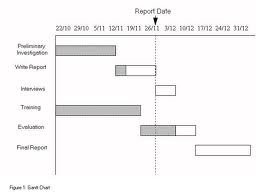 Report Date
22/10 29/10 5/11 12/11 19/11 26/11 3/12 10/12 17/12 24/12 31/12
Preliminary
Investigation
Write Report
Interviews
Training
Evaluation
Final Report
Figure 1: Gantt Chart